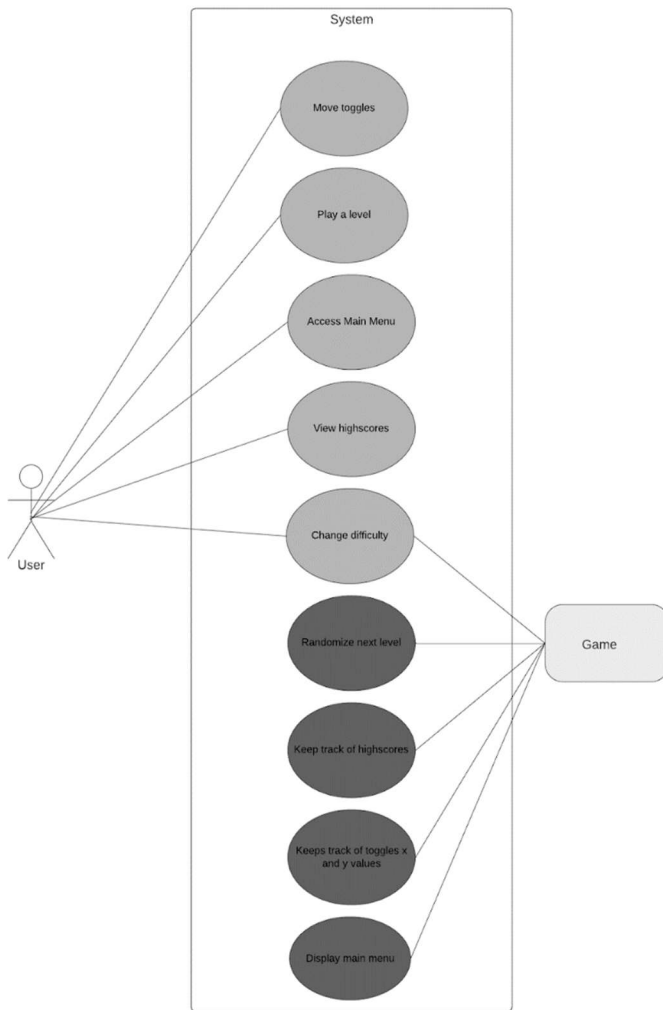 System
Move toggles
Play a level
Access Main Menu
View highscores
Change difficulty
User
Randomize next level
Game
Keep track of highscores
Keeps track of toggles x
and y values
Display main menu